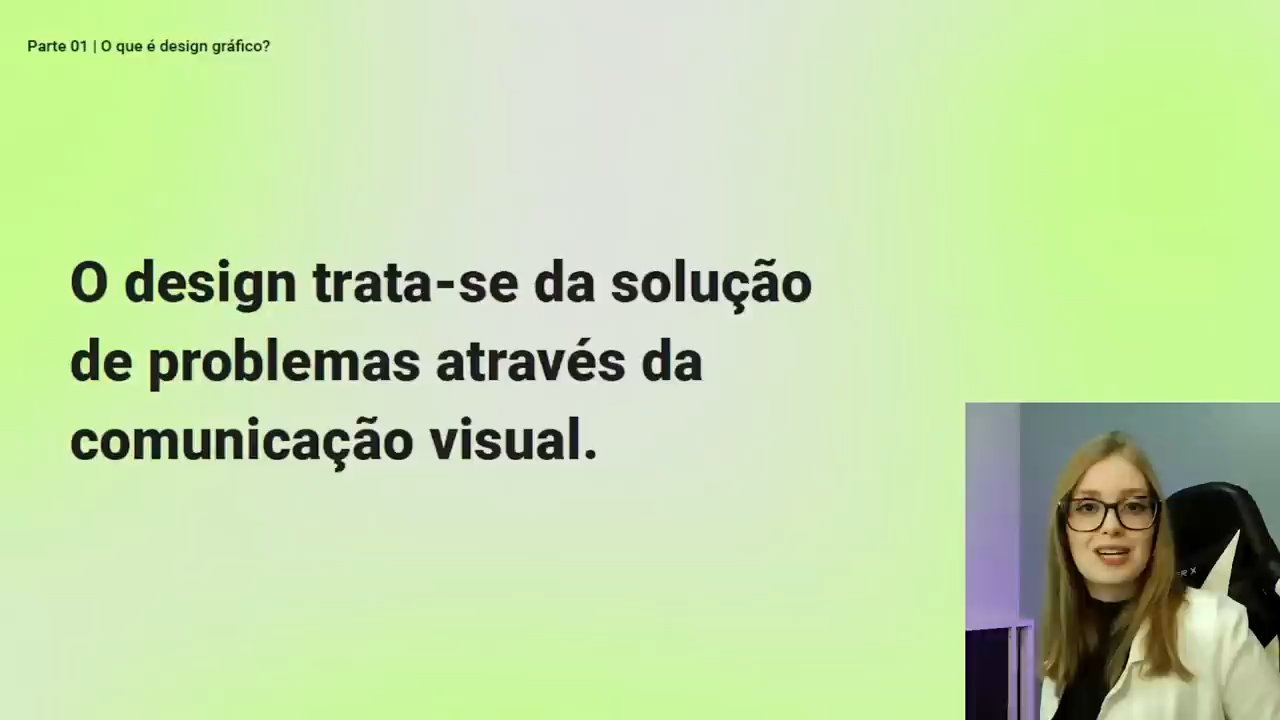 Parte 01 | O que é design gráfico?
O design trata-se da solução
de problemas através da
comunicação visual.